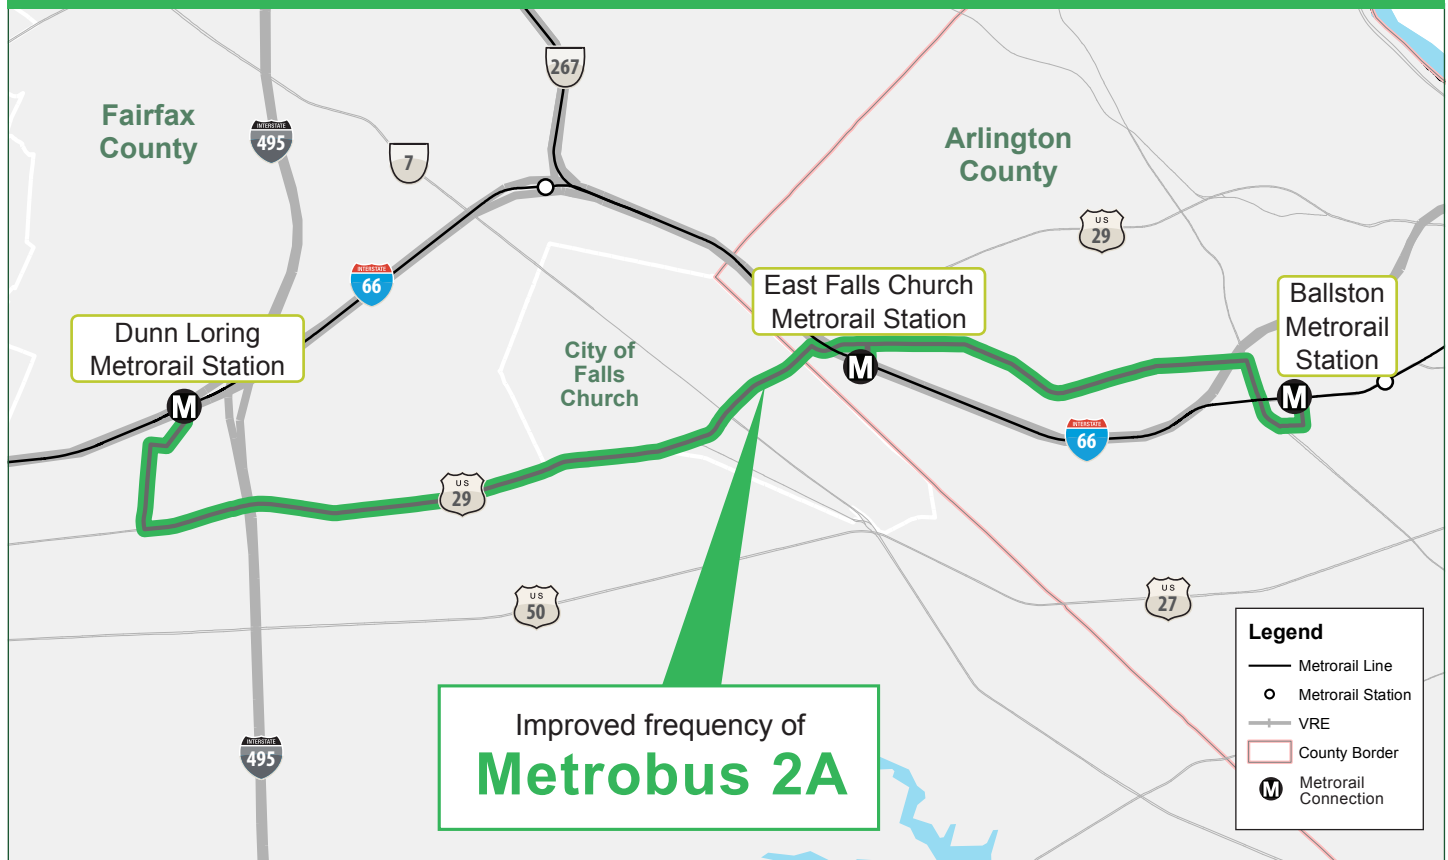 267
Fairfax
County
INTERSTATE
495
7
Arlington
County
US
29
INTERSTATE
66
East Falls Church
Metrorail Station
Ballston
Metrorail
Station
Dunn Loring
Metrorail Station
City of
Falls
Church
M
M
M
INTERSTATE
66
US
29
US
50
US
27
Improved frequency of
Metrobus 2A
INTERSTATE
495
Legend
Metrorail Line
Metrorail Station
VRE
County Border
M
Metrorail
Connection